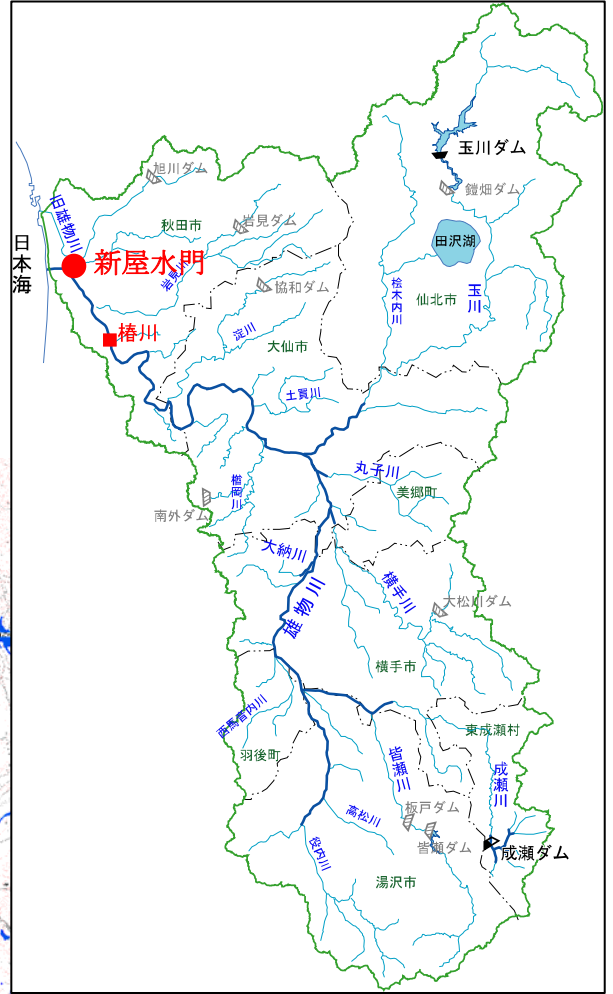 玉川ダム
旭川ダム
鎧畑ダム
旧雄物川
秋田市
岩見ダム
日本海
田沢湖
新屋水門
岩見川
協和ダム
桧木内川
仙北市
玉川
椿川
淀川
大仙市
土買川
丸子川
楢岡川
美郷町
南外ダム
大納川
横手川
大松川ダム
雄物川
横手市
西馬音内川
東成瀬村
羽後町
皆瀬川
成瀬川
板戸ダム
高松川
皆瀬ダム
成瀬ダム
役内川
湯沢市